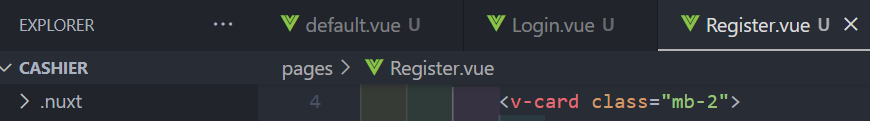 EXPLORER ... default.vue U Login.vue U Register.vue U
CASHIER pages > Register.vue
> .nuxt 4 <v-card class="mb-2">